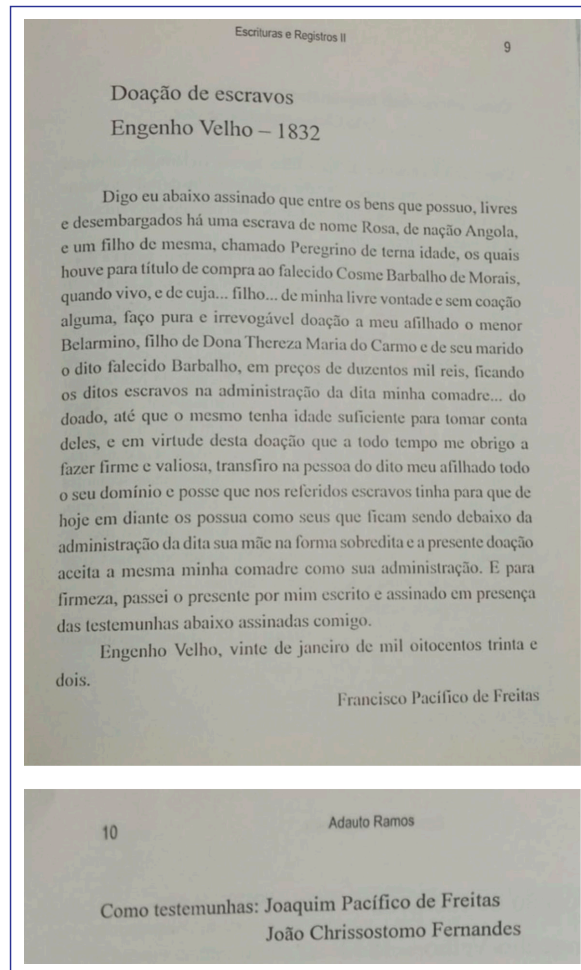 Escrituras e Registros II
9
Doação de escravos
Engenho Velho – 1832
Digo eu abaixo assinado que entre os bens que possuo, livres
e desembargados há uma escrava de nome Rosa, de nação Angola,
e um filho de mesma, chamado Peregrino de terna idade, os quais
houve para título de compra ao falecido Cosme Barbalho de Morais,
quando vivo, e de cuja... filho... de minha livre vontade e sem coação
alguma, faço pura e irrevogável doação a meu afilhado o menor
Belarmino, filho de Dona Thereza Maria do Carmo e de seu marido
o dito falecido Barbalho, em preços de duzentos mil reis, ficando
os ditos escravos na administração da dita minha comadre... do
doado, até que o mesmo tenha idade suficiente para tomar conta
deles, e em virtude desta doação que a todo tempo me obrigo a
fazer firme e valiosa, transfiro na pessoa do dito meu afilhado todo
o seu domínio e posse que nos referidos escravos tinha para que de
hoje em diante os possua como seus que ficam sendo debaixo da
administração da dita sua mãe na forma sobredita e a presente doação
aceita a mesma minha comadre como sua administração. E para
firmeza, passei o presente por mim escrito e assinado em presença
das testemunhas abaixo assinadas comigo.
Engenho Velho, vinte de janeiro de mil oitocentos trinta e
dois.
Francisco Pacífico de Freitas
10
Adauto Ramos
Como testemunhas: Joaquim Pacífico de Freitas
João Chrissostomo Fernandes